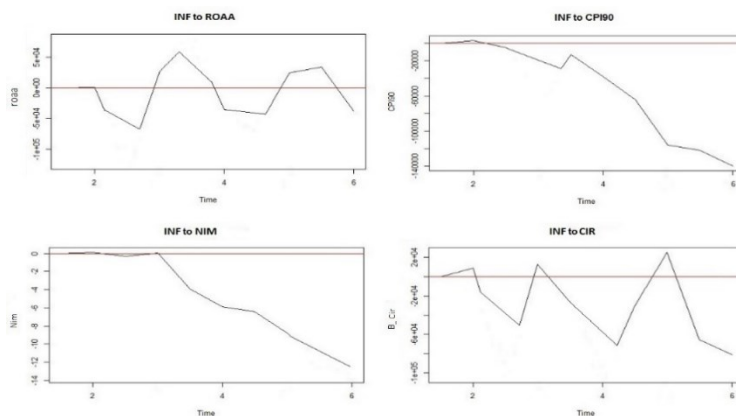 INF to ROAA
roaa
5e+04
0e+00
-5e+04
-1e+05
2
4
6
Time
INF to CPI90
CPI90
-20000
-60000
-100000
-140000
2
4
6
Time
INF to NIM
Nim
0
-2
-4
-6
-8
-10
-12
-14
2
4
6
Time
INF to CIR
B_Cir
2e+04
-2e+04
-6e+04
-1e+05
2
3
4
5
6
Time